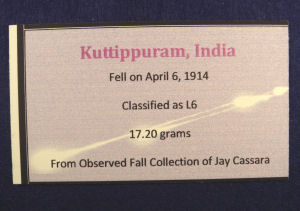 Kuttippuram, India
Fell on April 6, 1914
Classified as L6
17.20 grams
From Observed Fall Collection of Jay Cassara